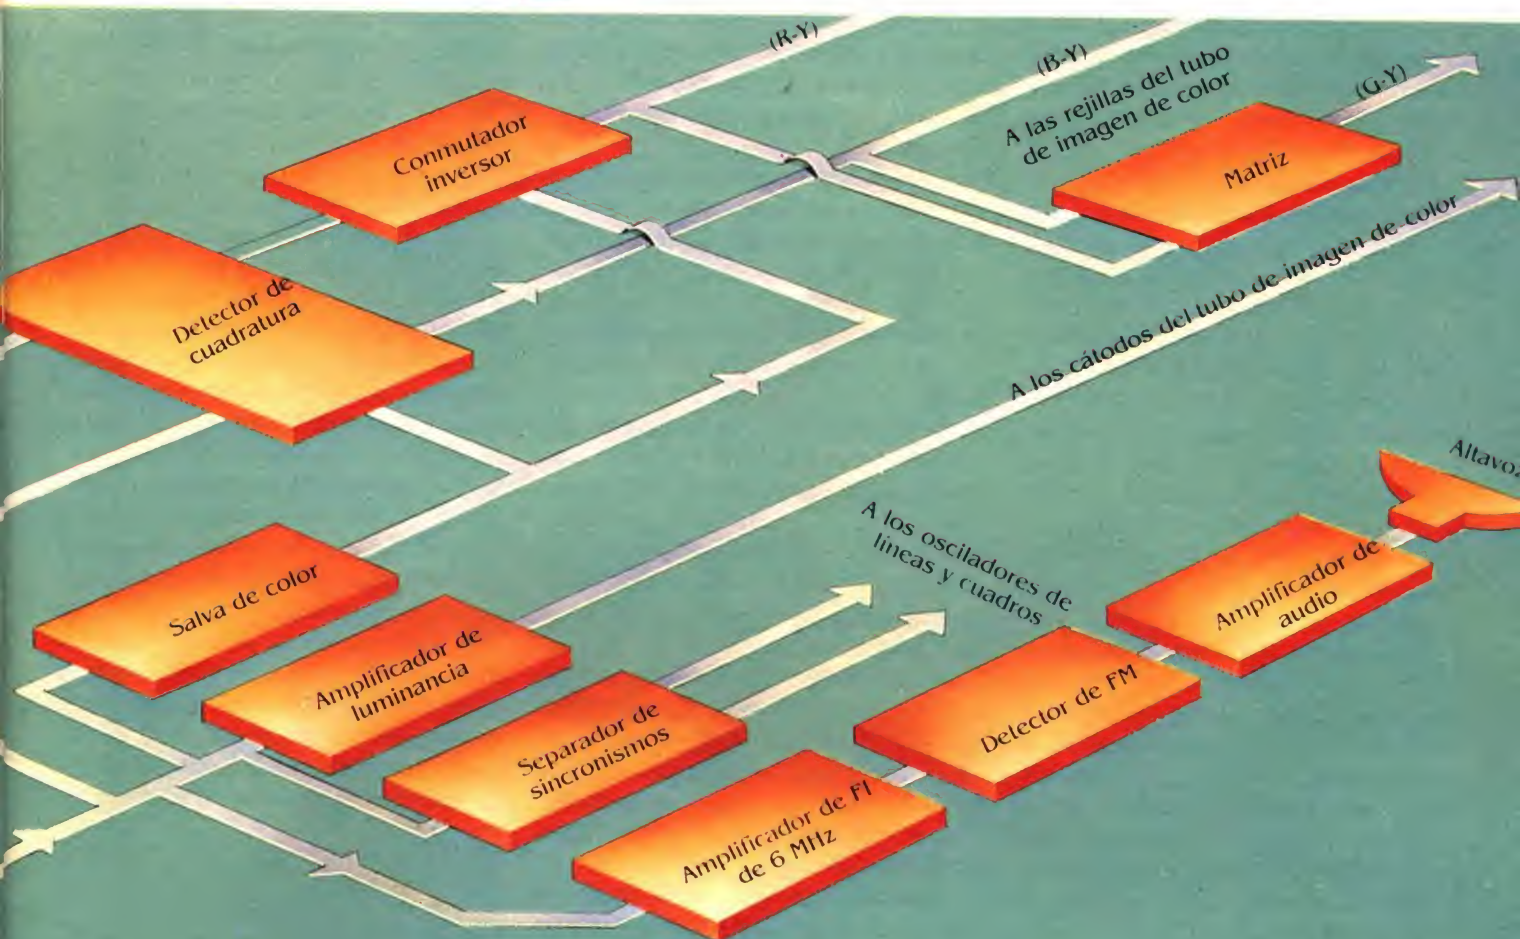 (R-Y)
(B-Y)
(G-Y)
A las rejillas del tubo
de imagen de color
Conmutador
inversor
Matriz
Detector de
cuadratura
A los cátodos del tubo de imagen de color
Altavoz
Salva de color
A los osciladores de
líneas y cuadros
Amplificador de
audio
Amplificador de
luminancia
Detector de FM
Separador de
sincronismos
Amplificador de FI
de 6 MHz